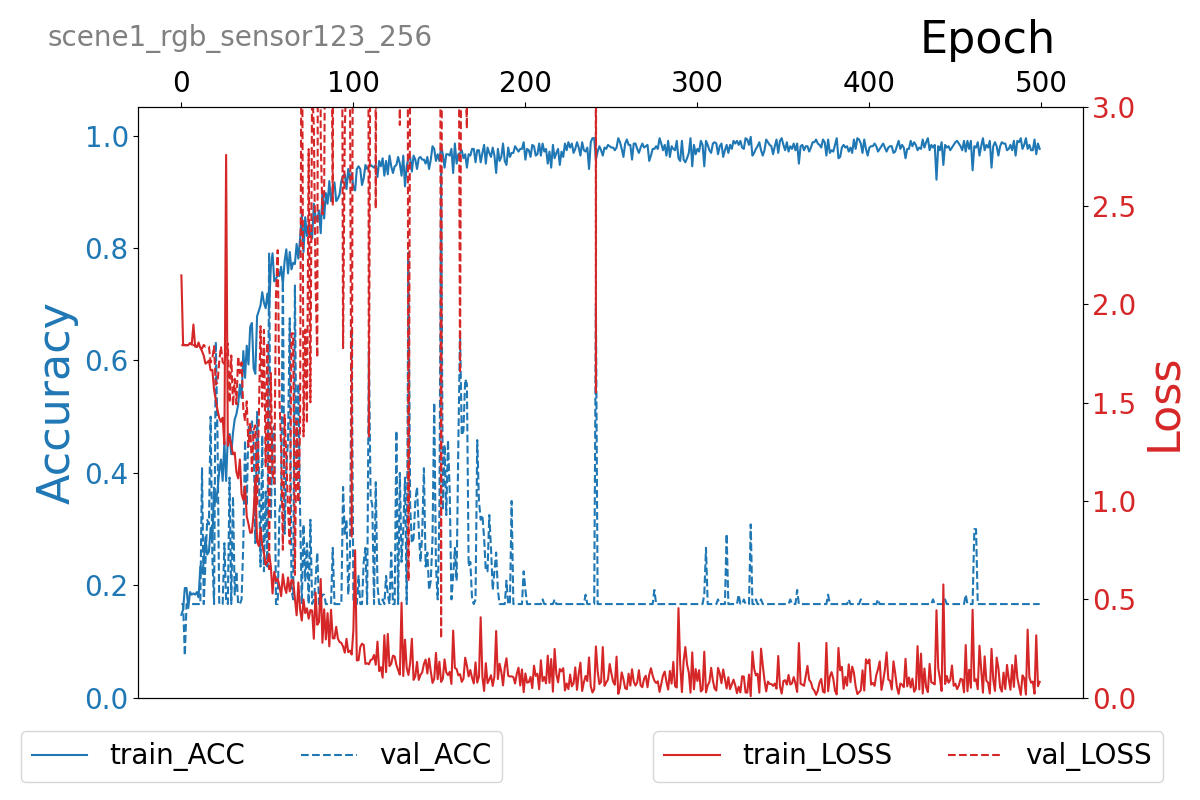 scene1_rgb_sensor123_256
Epoch
0 100 200 300 400 500
1.0
0.8
0.6
0.4
0.2
0.0
Accuracy
3.0
2.5
2.0
1.5
1.0
0.5
0.0
Loss
train_ACC val_ACC
train_LOSS val_LOSS